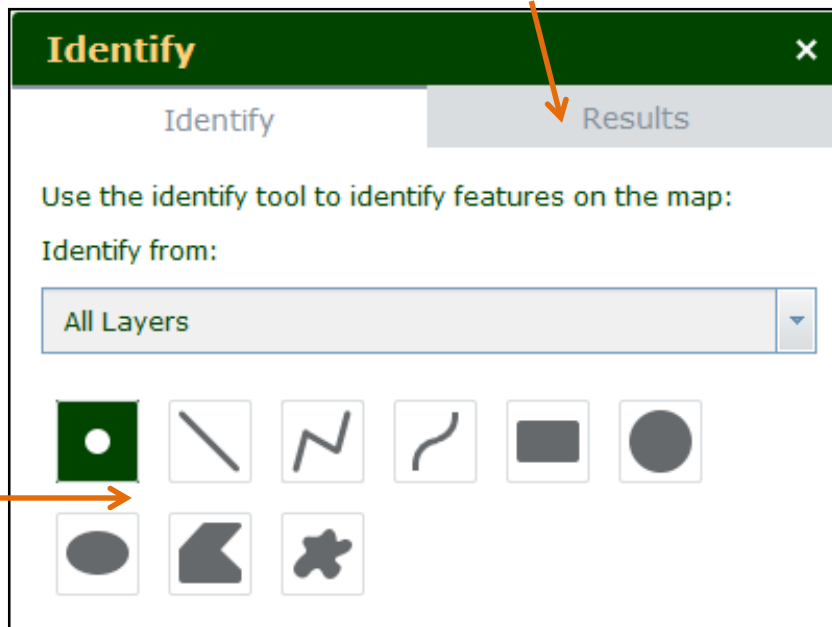 Identify
Identify
Results
Use the identify tool to identify features on the map:
Identify from:
All Layers